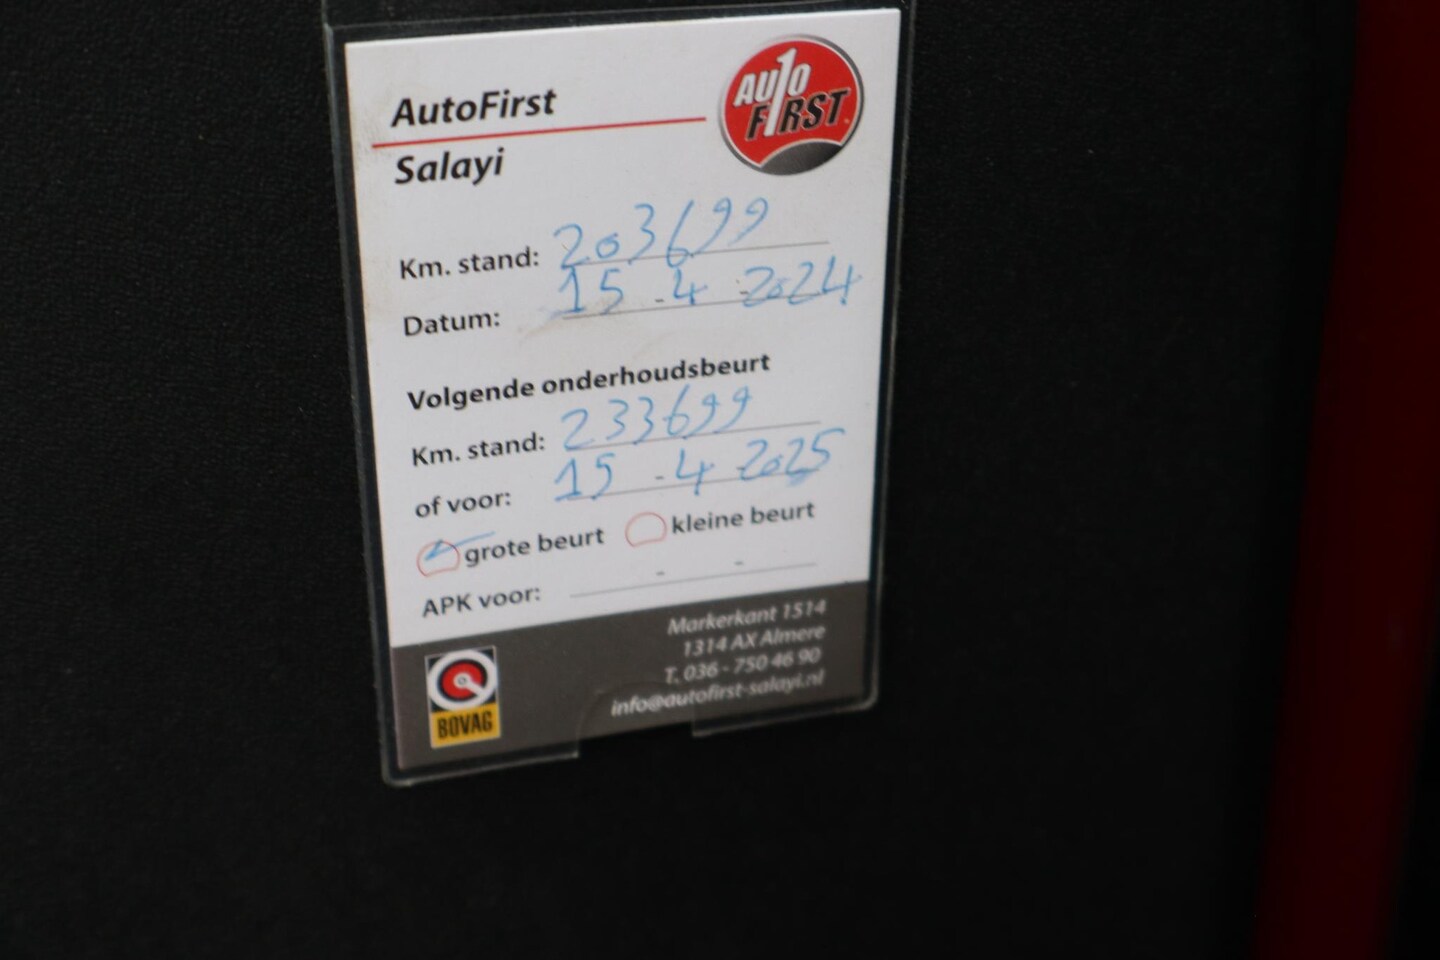 AutoFirst
AUTO
FIRST
Salayi
Km. stand: 203699
Datum: 15 - 4 - 2024
Volgende onderhoudsbeurt
Km. stand: 233699
of voor: 15 - 4 - 2025
grote beurt kleine beurt
APK voor: - -
Markerkant 1514
1314 AX Almere
T. 036 - 750 46 90
info@autofirst-salayi.nl
BOVAG